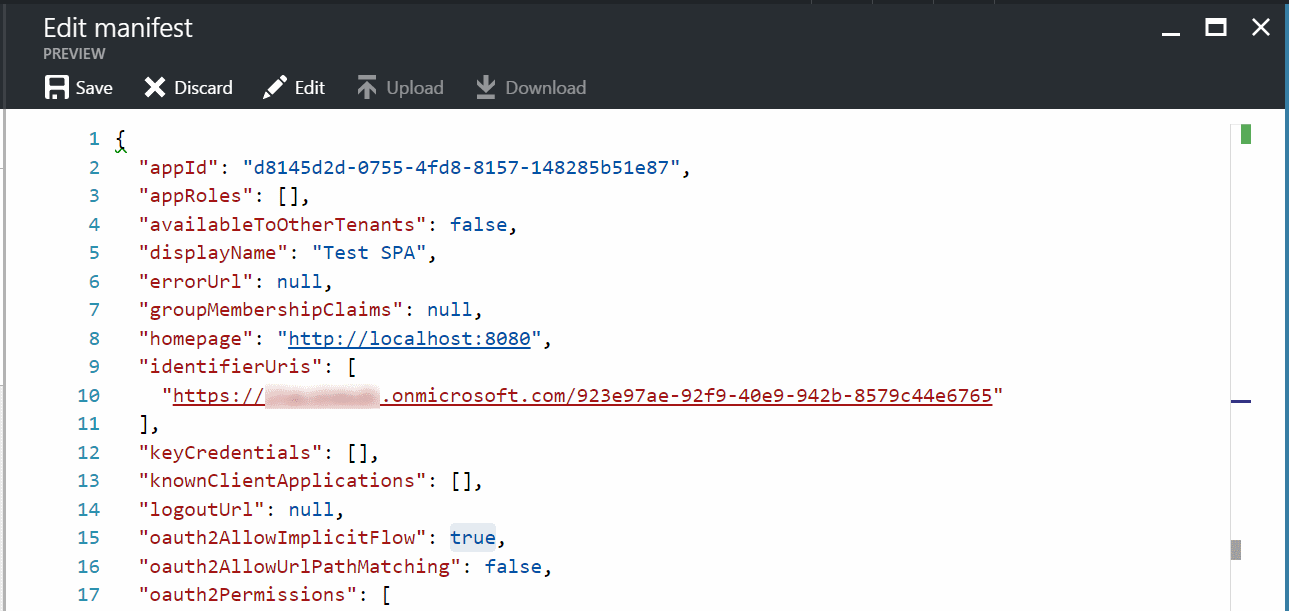 Edit manifest
PREVIEW
Save Discard Edit Upload Download
1 {
2 "appId": "d8145d2d-0755-4fd8-8157-148285b51e87",
3 "appRoles": [],
4 "availableToOtherTenants": false,
5 "displayName": "Test SPA",
6 "errorUrl": null,
7 "groupMembershipClaims": null,
8 "homepage": "http://localhost:8080",
9 "identifierUris": [
10 "https:// .onmicrosoft.com/923e97ae-92f9-40e9-942b-8579c44e6765"
11 ],
12 "keyCredentials": [],
13 "knownClientApplications": [],
14 "logoutUrl": null,
15 "oauth2AllowImplicitFlow": true,
16 "oauth2AllowUrlPathMatching": false,
17 "oauth2Permissions": [